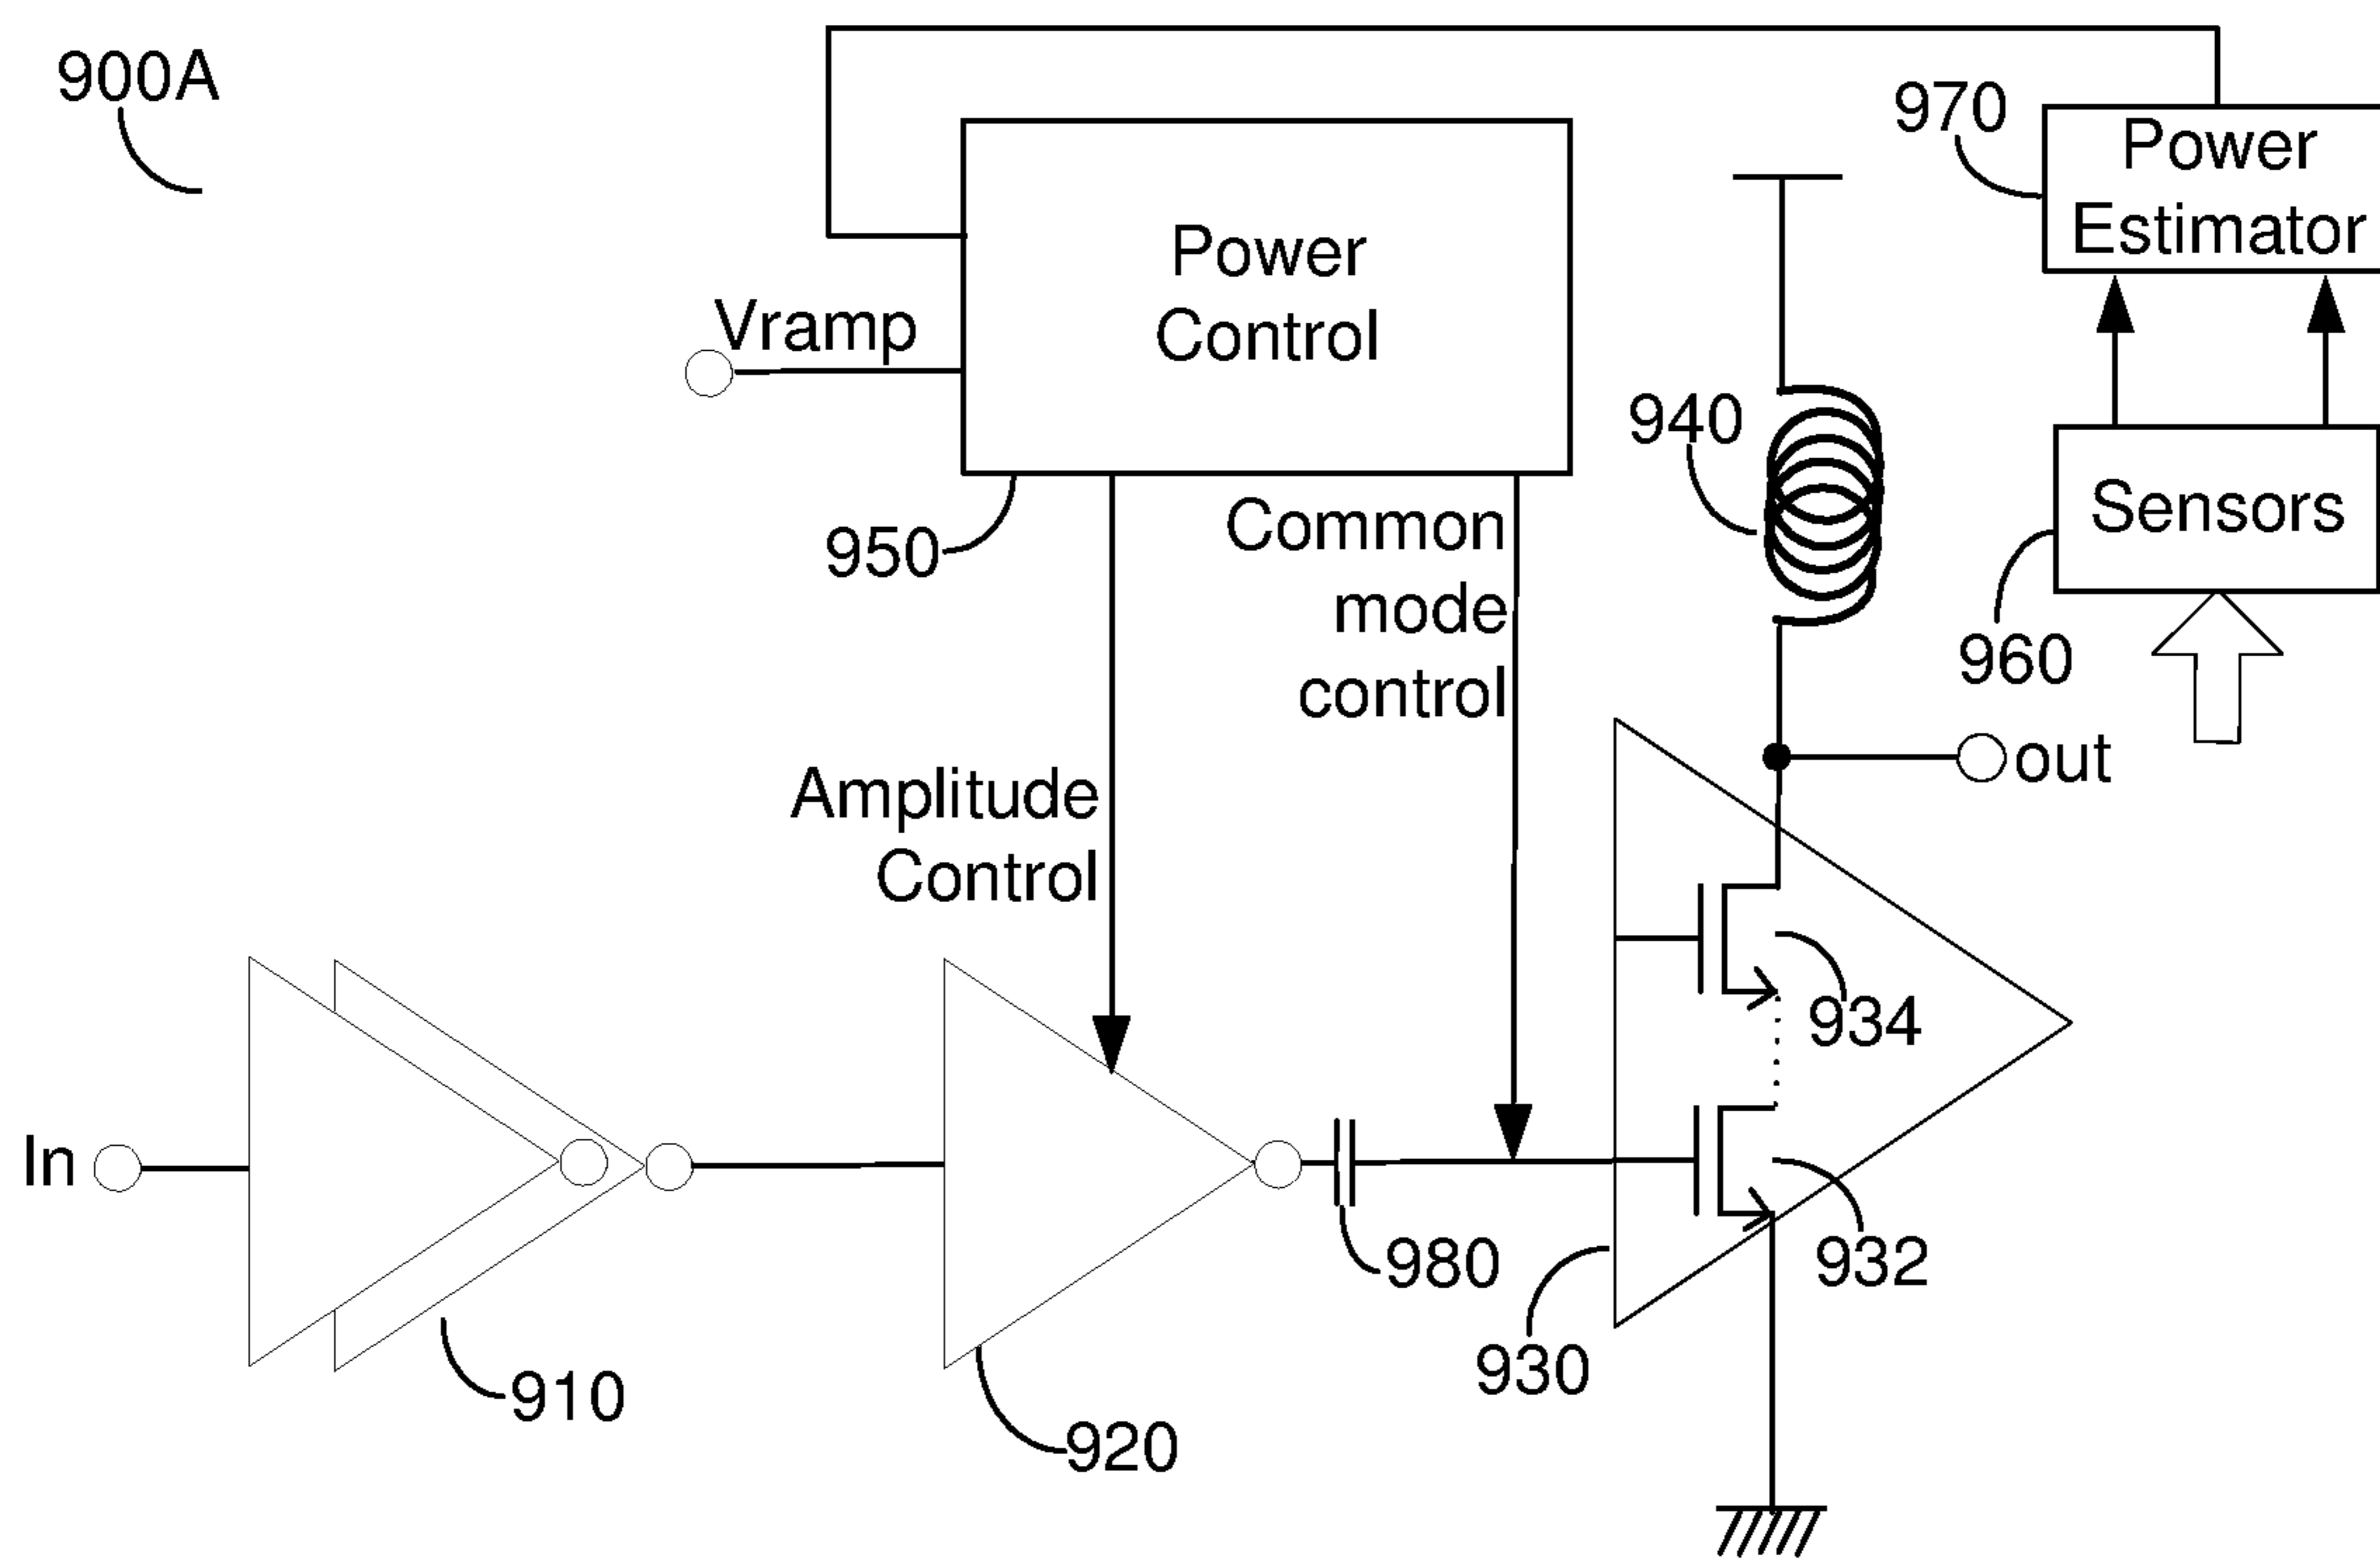 900A
970
Power
Estimator
Power
Control
Vramp
940
Sensors
950
Common
mode
control
960
out
Amplitude
Control
934
In
980
932
930
910
920